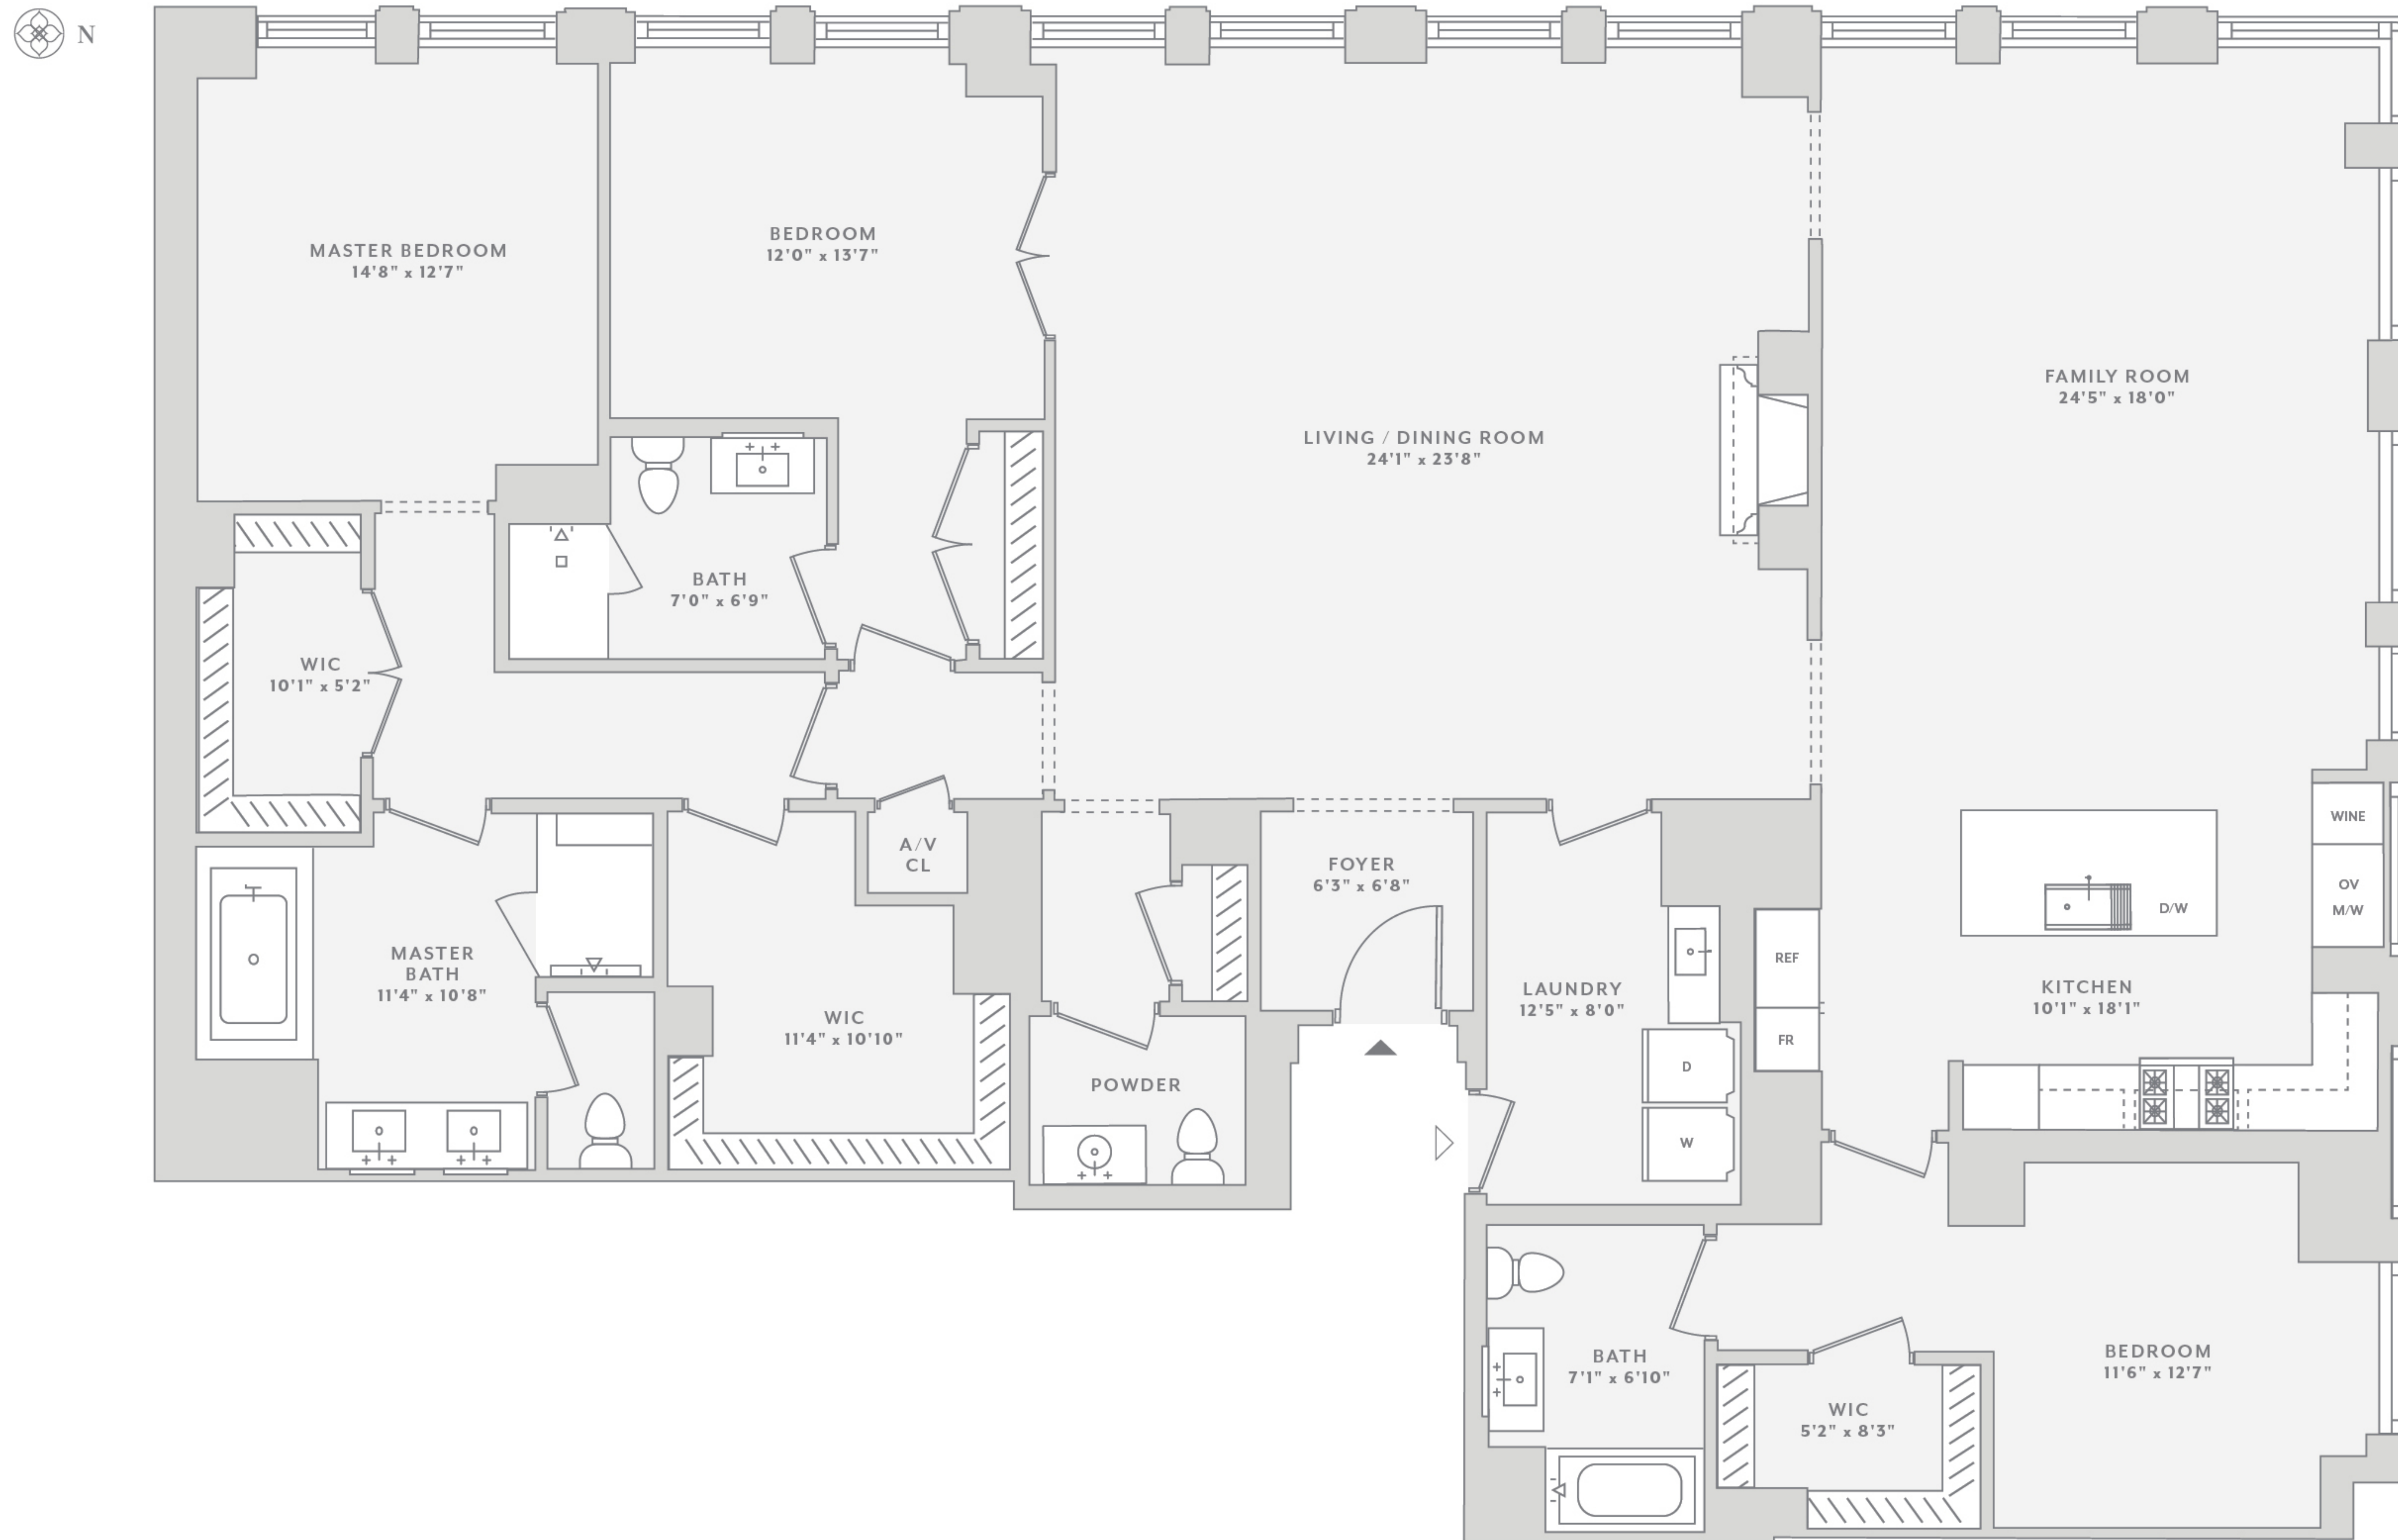 N
MASTER BEDROOM
14'8" x 12'7"
BEDROOM
12'0" x 13'7"
LIVING / DINING ROOM
24'1" x 23'8"
FAMILY ROOM
24'5" x 18'0"
BATH
7'0" x 6'9"
WIC
10'1" x 5'2"
A/V
CL
FOYER
6'3" x 6'8"
WINE
OV
M/W
D/W
MASTER
BATH
11'4" x 10'8"
WIC
11'4" x 10'10"
LAUNDRY
12'5" x 8'0"
REF
FR
KITCHEN
10'1" x 18'1"
POWDER
D
W
BATH
7'1" x 6'10"
WIC
5'2" x 8'3"
BEDROOM
11'6" x 12'7"